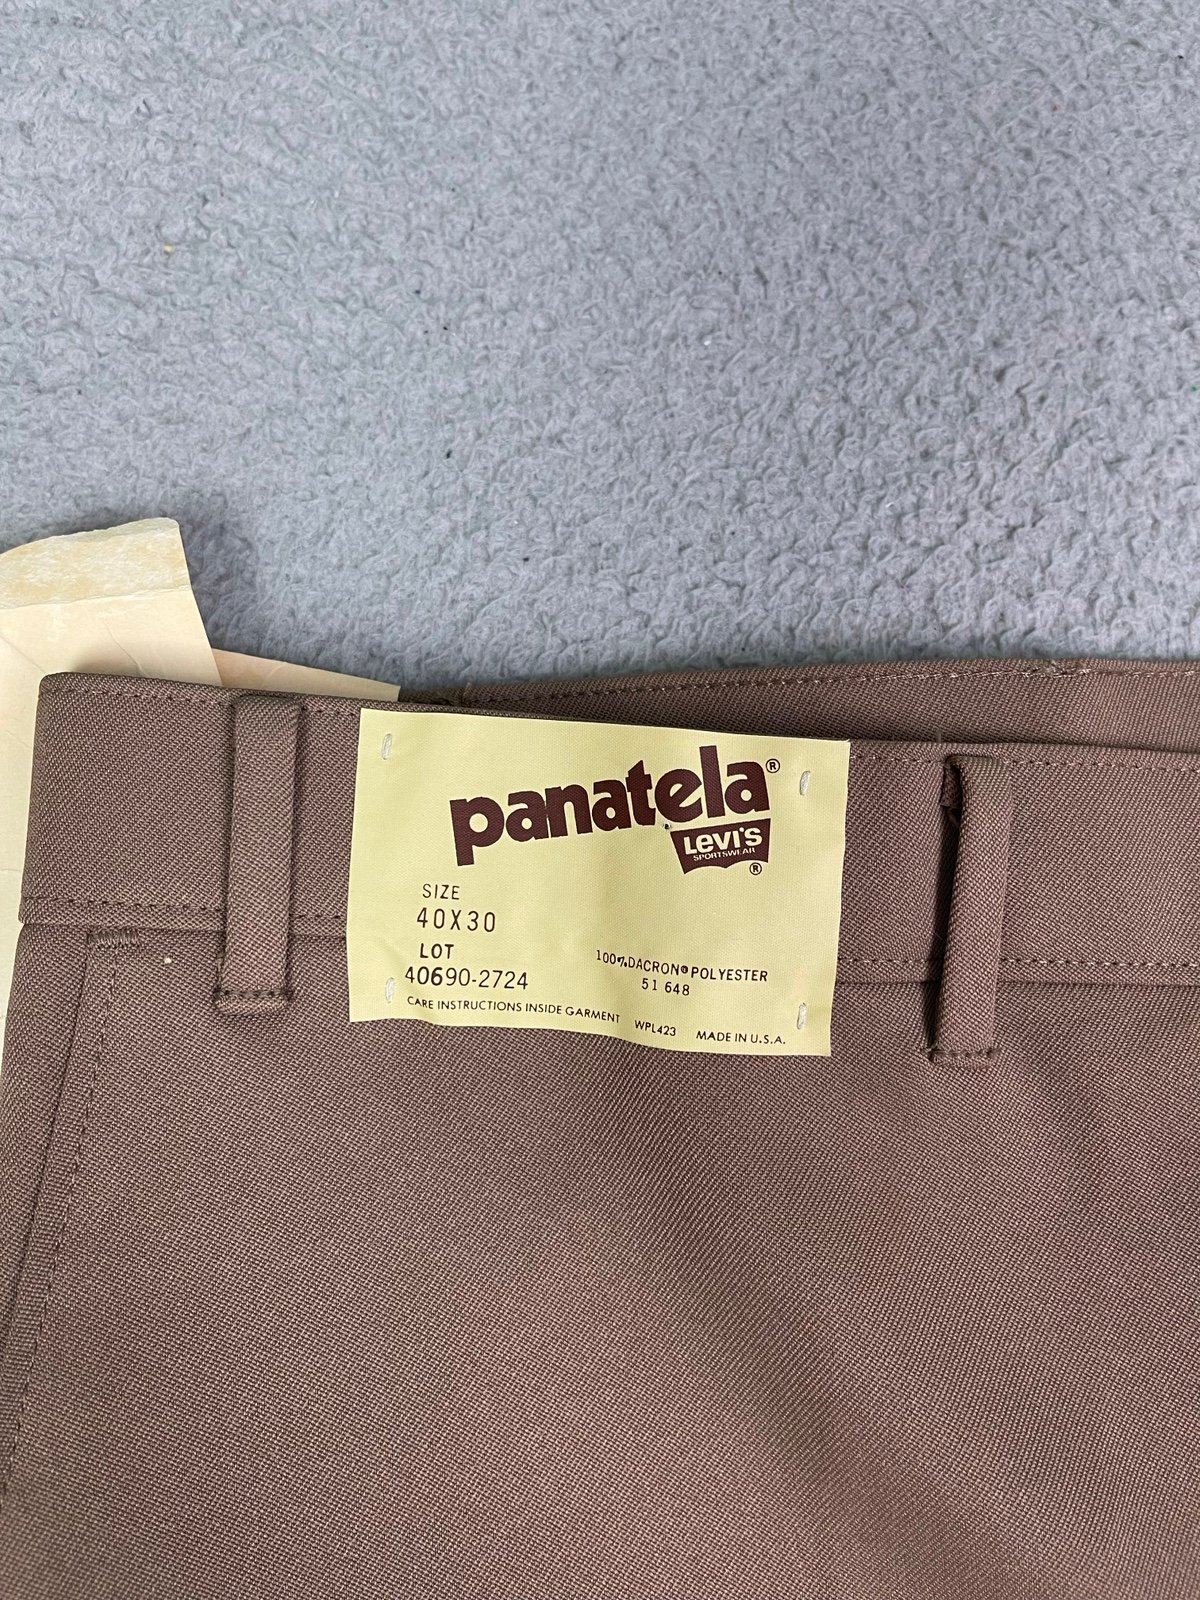 panatela®
LEVI'S
SPORTSWEAR
®
SIZE
40X30
LOT
40690-2724
100%DACRON®POLYESTER
51 648
CARE INSTRUCTIONS INSIDE GARMENT WPL423 MADE IN U.S.A.